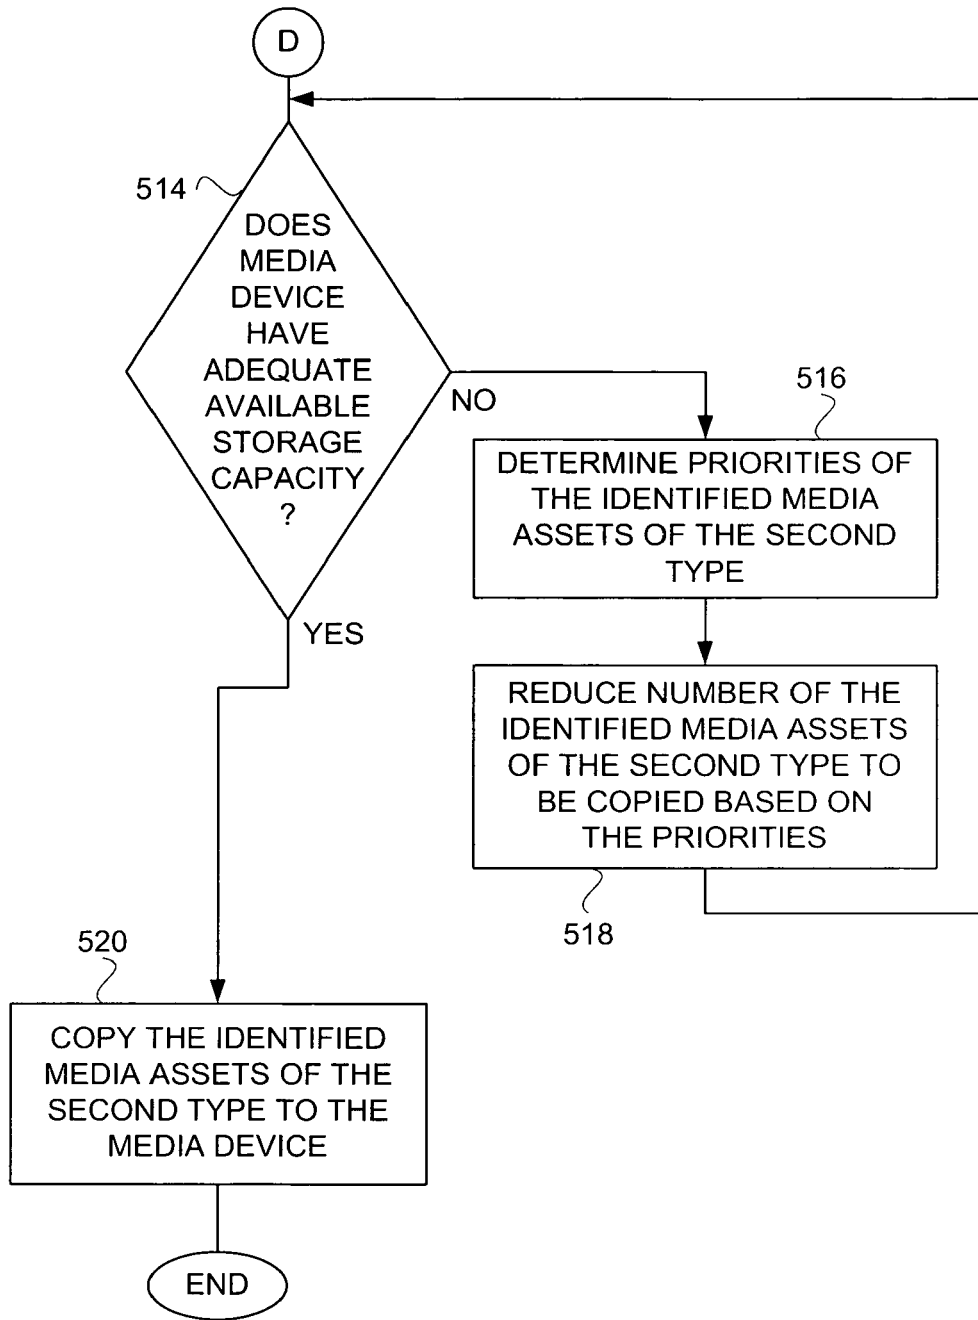 D
514
DOES
MEDIA
DEVICE
HAVE
ADEQUATE
AVAILABLE
STORAGE
CAPACITY
?
NO
YES
516
DETERMINE PRIORITIES OF
THE IDENTIFIED MEDIA
ASSETS OF THE SECOND
TYPE
REDUCE NUMBER OF THE
IDENTIFIED MEDIA ASSETS
OF THE SECOND TYPE TO
BE COPIED BASED ON
THE PRIORITIES
518
520
COPY THE IDENTIFIED
MEDIA ASSETS OF THE
SECOND TYPE TO THE
MEDIA DEVICE
END